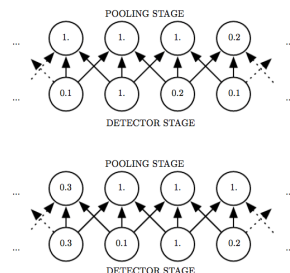 POOLING STAGE
... 1. 1. 1. 0.2 ...
... 0.1 1. 0.2 0.1 ...
DETECTOR STAGE
POOLING STAGE
... 0.3 1. 1. 1. ...
... 0.3 0.1 1. 0.2 ...
DETECTOR STAGE